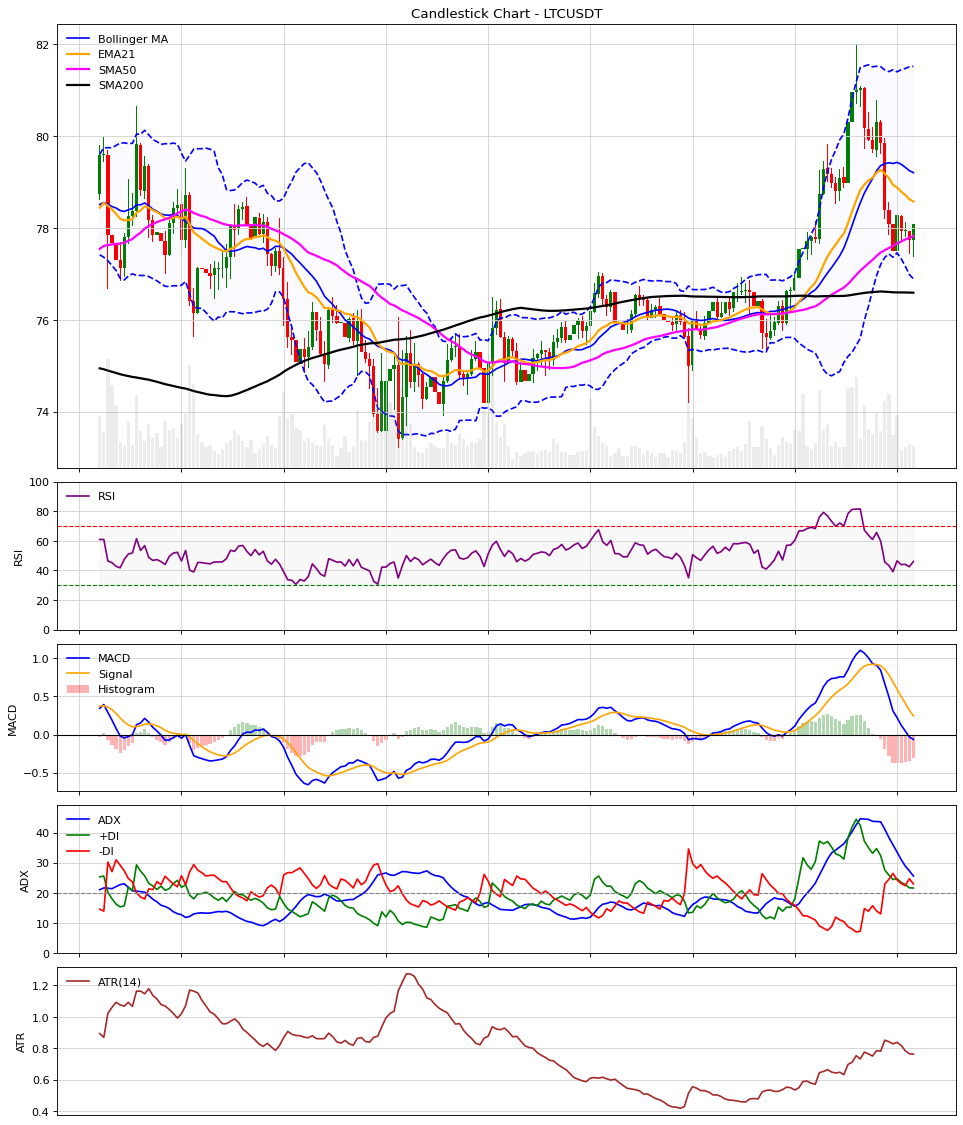 Candlestick Chart - LTCUSDT
Bollinger MA
EMA21
SMA50
SMA200
82
80
78
76
74
RSI
100
80
60
40
20
0
RSI
MACD
Signal
Histogram
1.0
0.5
0.0
−0.5
MACD
ADX
+DI
-DI
40
30
20
10
0
ADX
ATR(14)
1.2
1.0
0.8
0.6
0.4
ATR